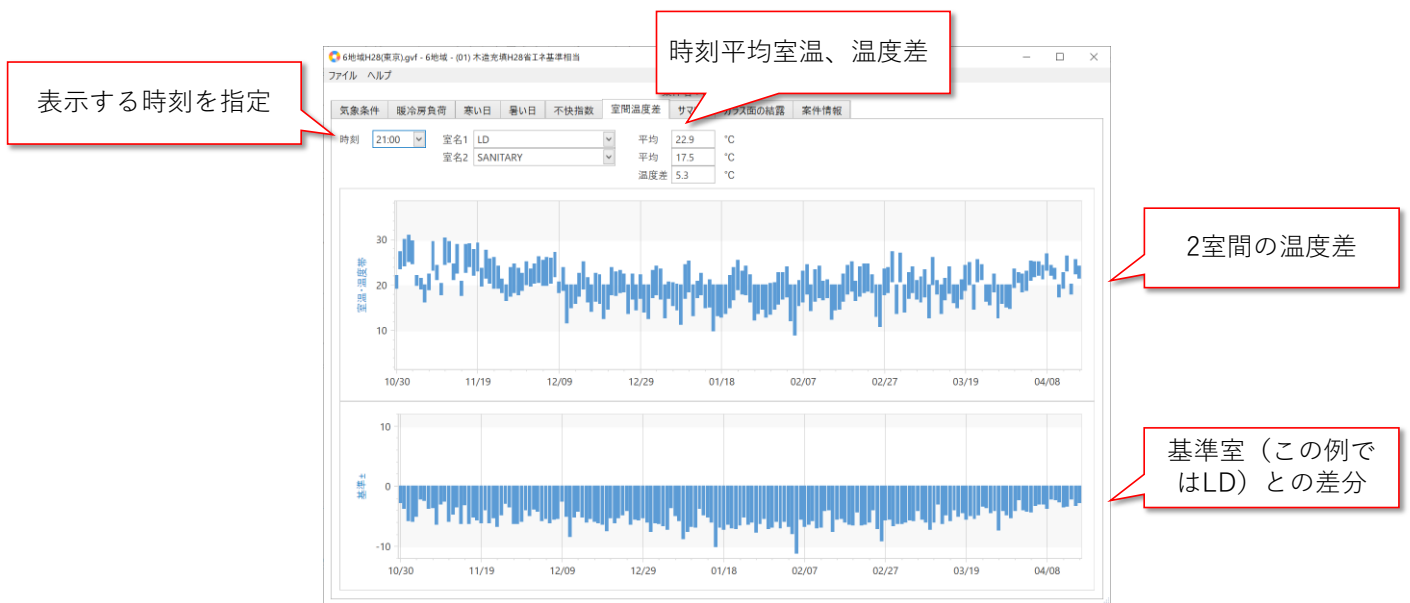 時刻平均室温、温度差
表示する時刻を指定
6地域H28(東京).gvf - 6地域 - (01) 木造充填H28省エネ基準相当
ファイル ヘルプ
気象条件 暖冷房負荷 寒い日 暑い日 不快指数 室間温度差 サマ ガラス面の結露 案件情報
時刻 21:00 室名1 LD 平均 22.9 °C
室名2 SANITARY 平均 17.5 °C
温度差 5.3 °C
2室間の温度差
室温・温度帯
30
20
10
10/30 11/19 12/09 12/29 01/18 02/07 02/27 03/19 04/08
基準室（この例で
はLD）との差分
基準±
10
0
-10
10/30 11/19 12/09 12/29 01/18 02/07 02/27 03/19 04/08